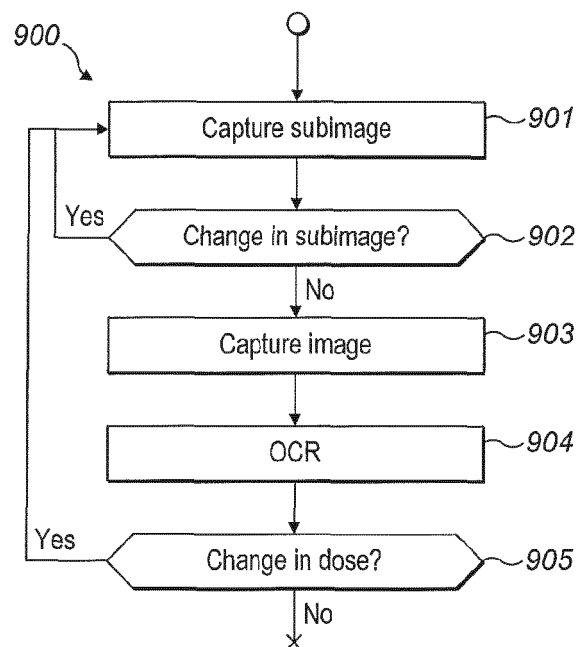 900
Capture subimage
901
Yes
Change in subimage?
902
No
Capture image
903
OCR
904
Yes
Change in dose?
905
No